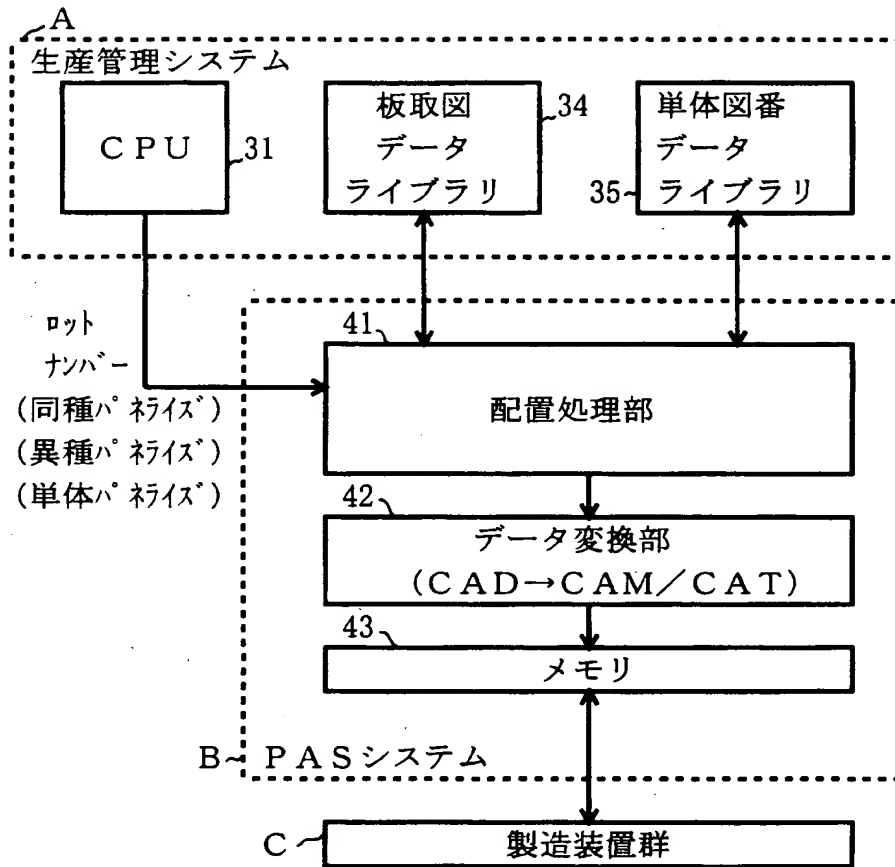 A
生産管理システム
CPU
31
板取図
データ
ライブラリ
34
単体図番
データ
ライブラリ
35
ロット
ナンバー
(同種パネライズ)
(異種パネライズ)
(単体パネライズ)
41
配置処理部
42
データ変換部
(CAD→CAM/CAT)
43
メモリ
B
PASシステム
C
製造装置群